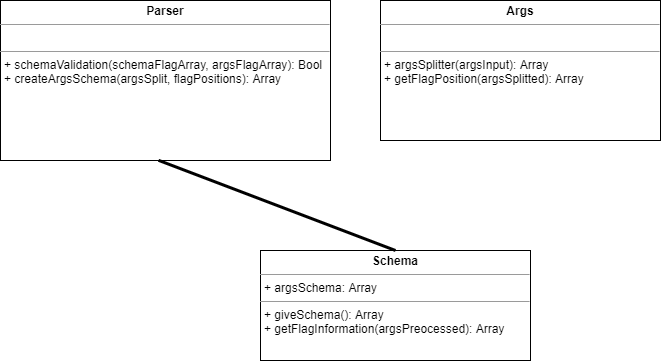 Parser
+ schemaValidation(schemaFlagArray, argsFlagArray): Bool
+ createArgsSchema(argsSplit, flagPositions): Array
Args
+ argsSplitter(argsInput): Array
+ getFlagPosition(argsSplitted): Array
Schema
+ argsSchema: Array
+ giveSchema(): Array
+ getFlagInformation(argsPreocessed): Array